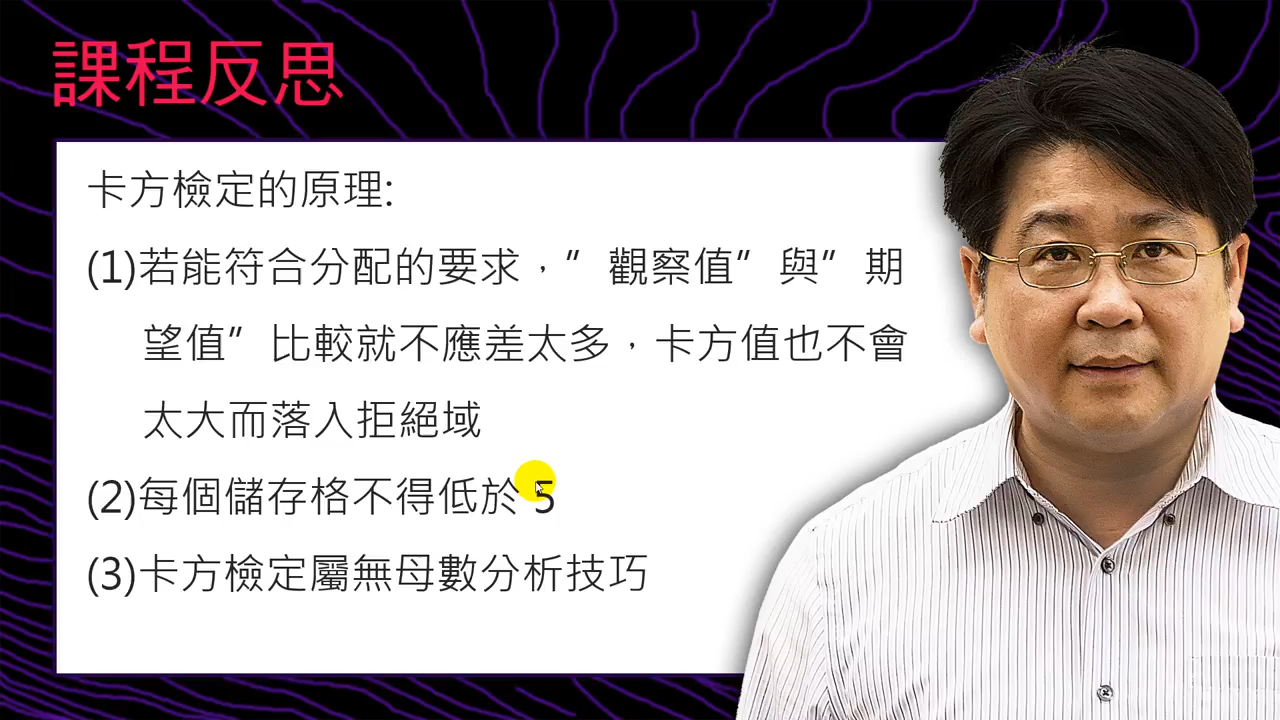 課程反思
卡方檢定的原理:
(1)若能符合分配的要求，”觀察值”與”期
望值”比較就不應差太多，卡方值也不會
太大而落入拒絕域
(2)每個儲存格不得低於 5
(3)卡方檢定屬無母數分析技巧